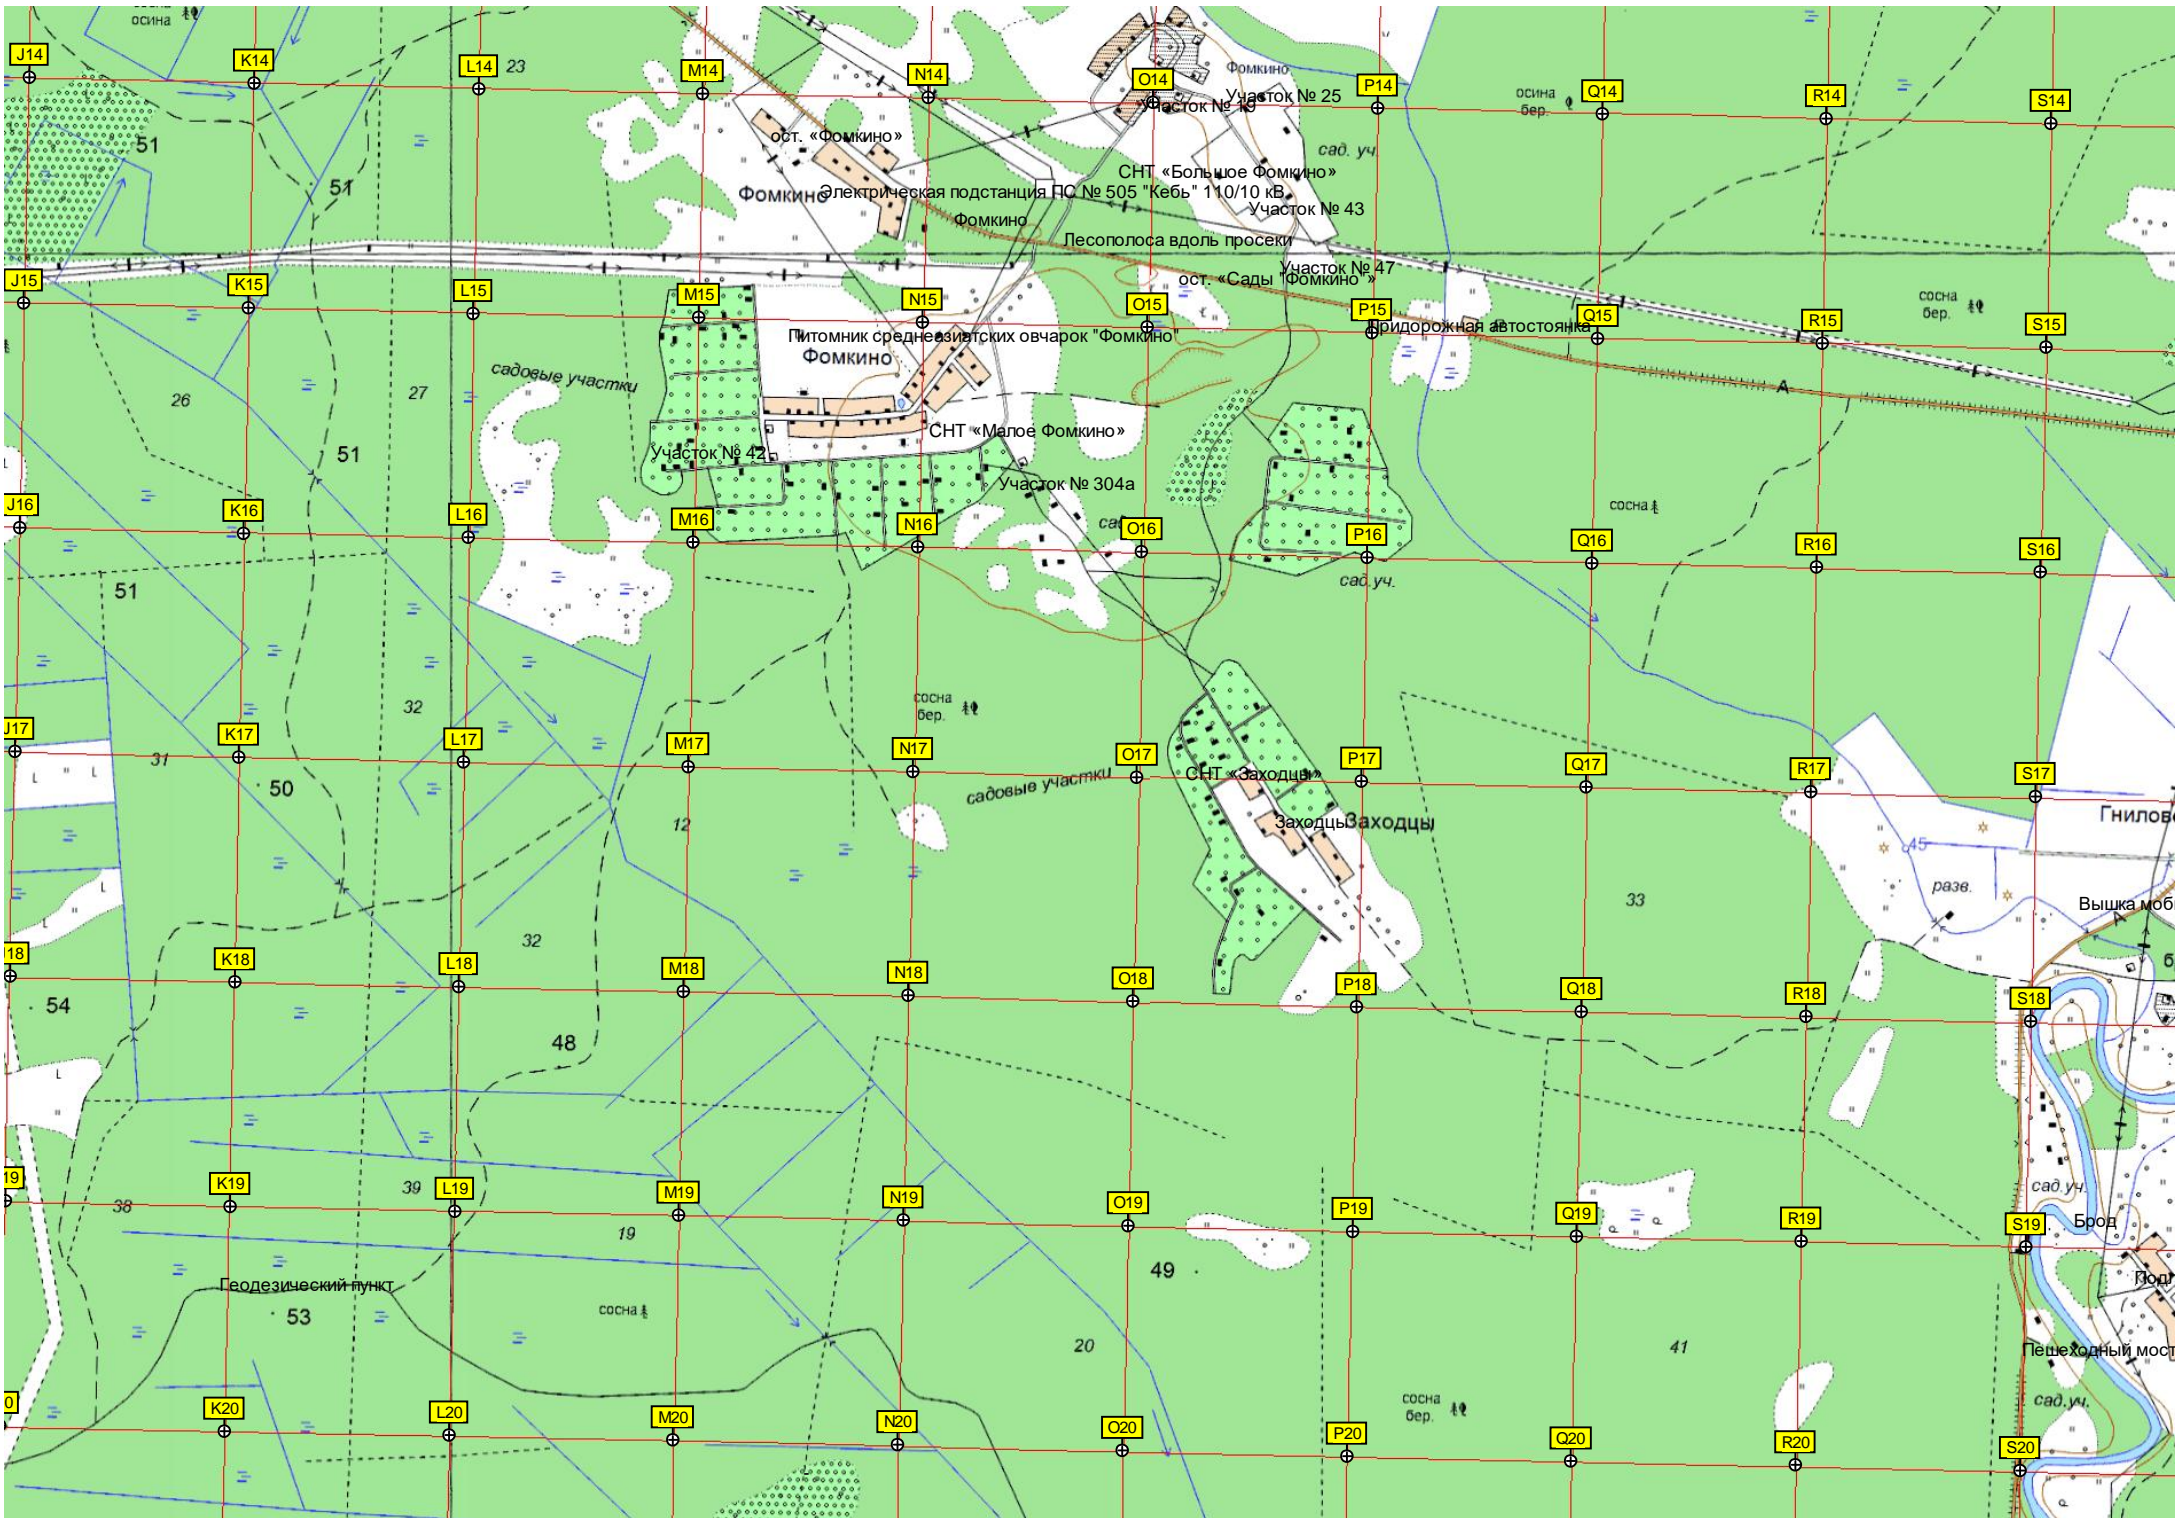 осина
J14
K14
L14
23
M14
N14
O14
Фомкино
P14
осина
бер.
Q14
R14
S14
Участок № 25
Участок № 19
51
ост. «Фомкино»
сад. уч.
51
СНТ «Большое Фомкино»
Фомкино
Электрическая подстанция ПС № 505 "Кебь" 110/10 кВ
Участок № 43
Фомкино
Лесополоса вдоль просеки
Участок № 47
ост. «Сады "Фомкино"»
J15
K15
L15
M15
N15
O15
P15
Q15
R15
S15
сосна
бер.
Придорожная автостоянка
Питомник среднеазиатских овчарок "Фомкино"
Фомкино
садовые участки
26
27
А
СНТ «Малое Фомкино»
51
Участок № 42
Участок № 304а
J16
K16
L16
M16
N16
O16
P16
Q16
R16
S16
сосна
сад.уч.
51
сосна
бер.
32
J17
K17
L17
M17
N17
O17
P17
Q17
R17
S17
31
50
садовые участки
СНТ «Заходцы»
12
Заходцы
Заходцы
Гнилов
45
разв.
33
Вышка моб
А
32
18
K18
L18
M18
N18
O18
P18
Q18
R18
S18
54
48
19
K19
L19
M19
N19
O19
P19
Q19
R19
S19
38
39
сад.уч.
Брод
19
49
Геодезический пункт
53
сосна
20
41
Пешеходный мост
сосна
бер.
сад.уч.
0
K20
L20
M20
N20
O20
P20
Q20
R20
S20